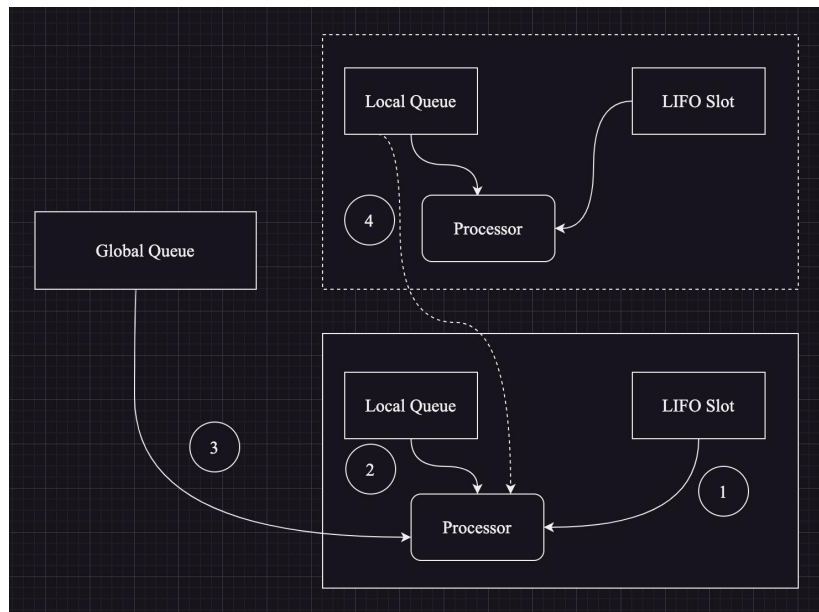 Local Queue
LIFO Slot
4
Processor
Global Queue
Local Queue
LIFO Slot
3
2
1
Processor